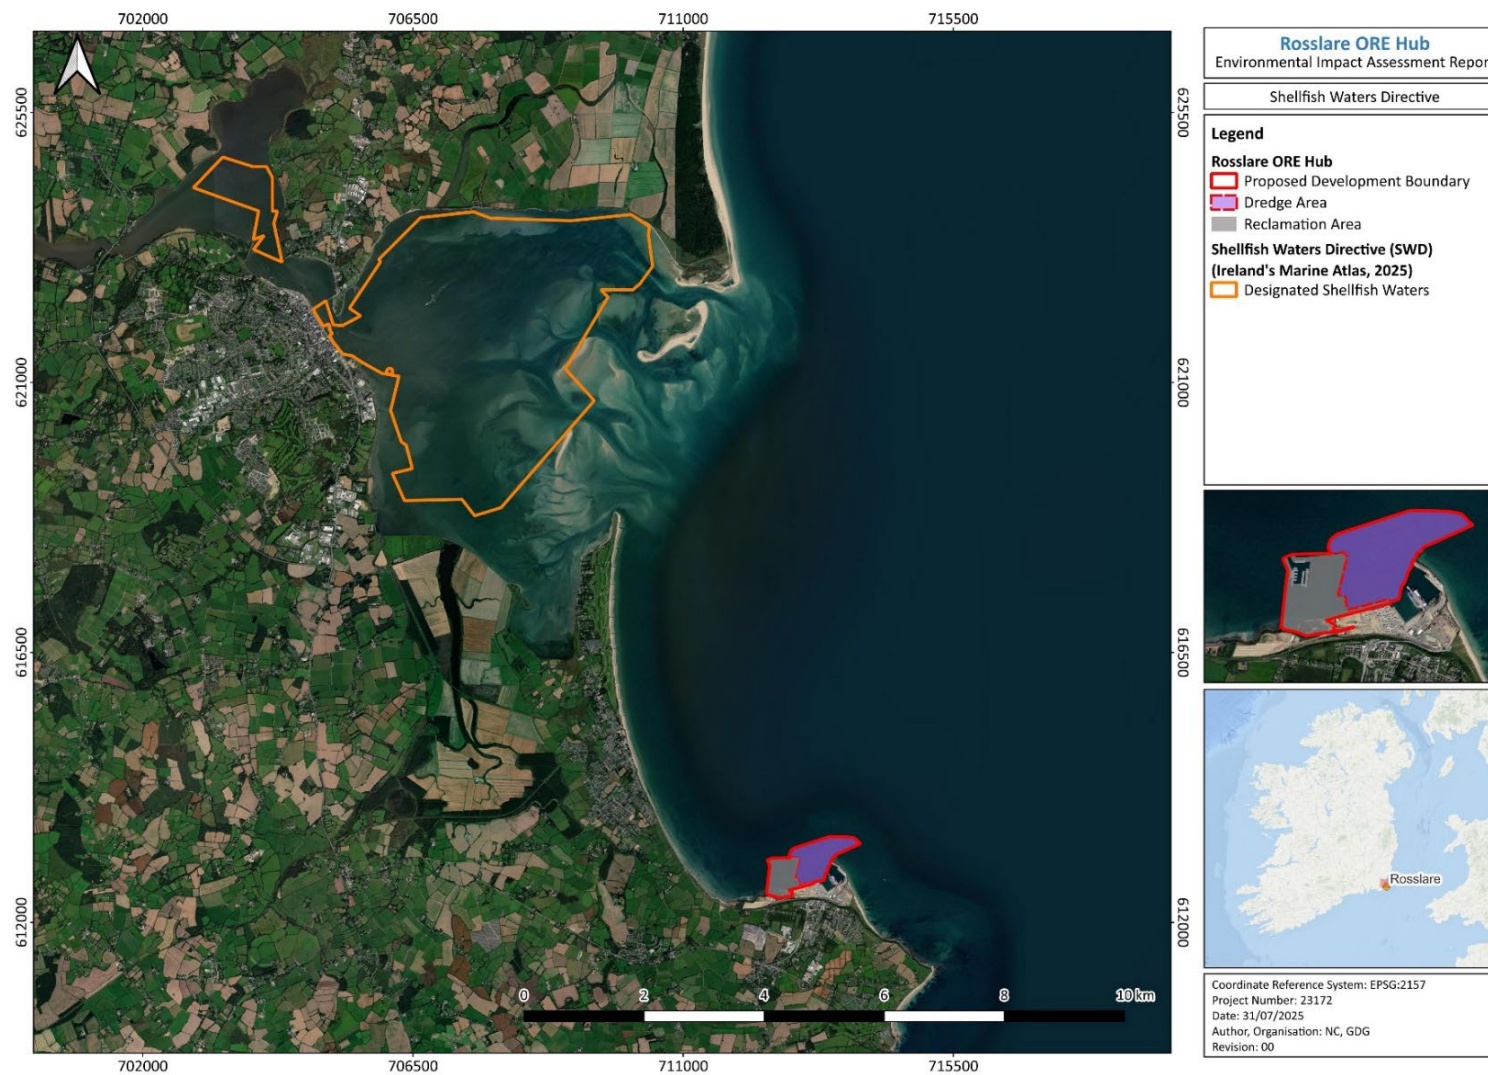 702000
706500
711000
715500
625500
621000
616500
612000
625500
621000
616500
612000
0
2
4
6
8
10 km
702000
706500
711000
715500
Rosslare ORE Hub
Environmental Impact Assessment Repor
Shellfish Waters Directive
Legend
Rosslare ORE Hub
Proposed Development Boundary
Dredge Area
Reclamation Area
Shellfish Waters Directive (SWD)
(Ireland's Marine Atlas, 2025)
Designated Shellfish Waters
Rosslare
Coordinate Reference System: EPSG:2157
Project Number: 23172
Date: 31/07/2025
Author, Organisation: NC, GDG
Revision: 00